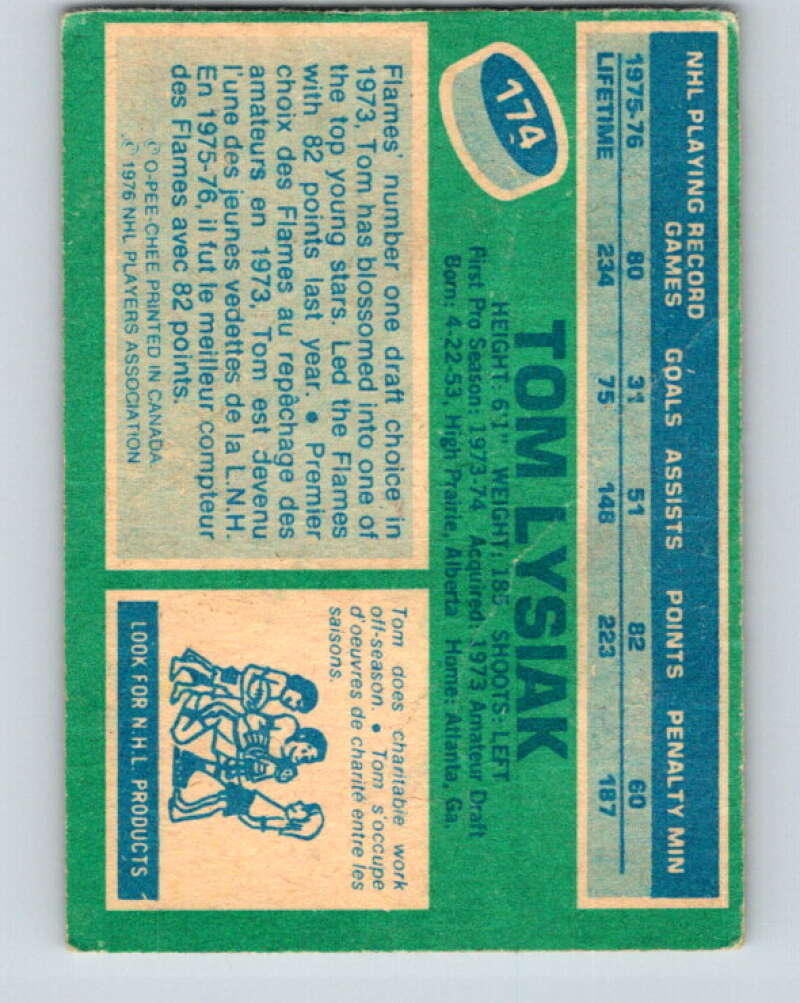 NHL PLAYING RECORD
GAMES GOALS ASSISTS POINTS PENALTY MIN
1975-76 80 31 51 82 60
LIFETIME 234 75 148 223 187
174
TOM LYSIAK
HEIGHT: 6'1" WEIGHT: 185 SHOOTS: LEFT
First Pro Season: 1973-74 Acquired: 1973 Amateur Draft
Born: 4-22-53, High Prairie, Alberta Home: Atlanta, Ga.
Flames' number one draft choice in
1973, Tom has blossomed into one of
the top young stars. Led the Flames
with 82 points last year. • Premier
choix des Flames au repêchage des
amateurs en 1973, Tom est devenu
l'une des jeunes vedettes de la L.N.H.
En 1975-76, il fut le meilleur compteur
des Flames avec 82 points.
© O-PEE-CHEE PRINTED IN CANADA
© 1976 NHL PLAYERS ASSOCIATION
Tom does charitable work
off-season. • Tom s'occupe
d'oeuvres de charité entre les
saisons.
LOOK FOR N.H.L. PRODUCTS